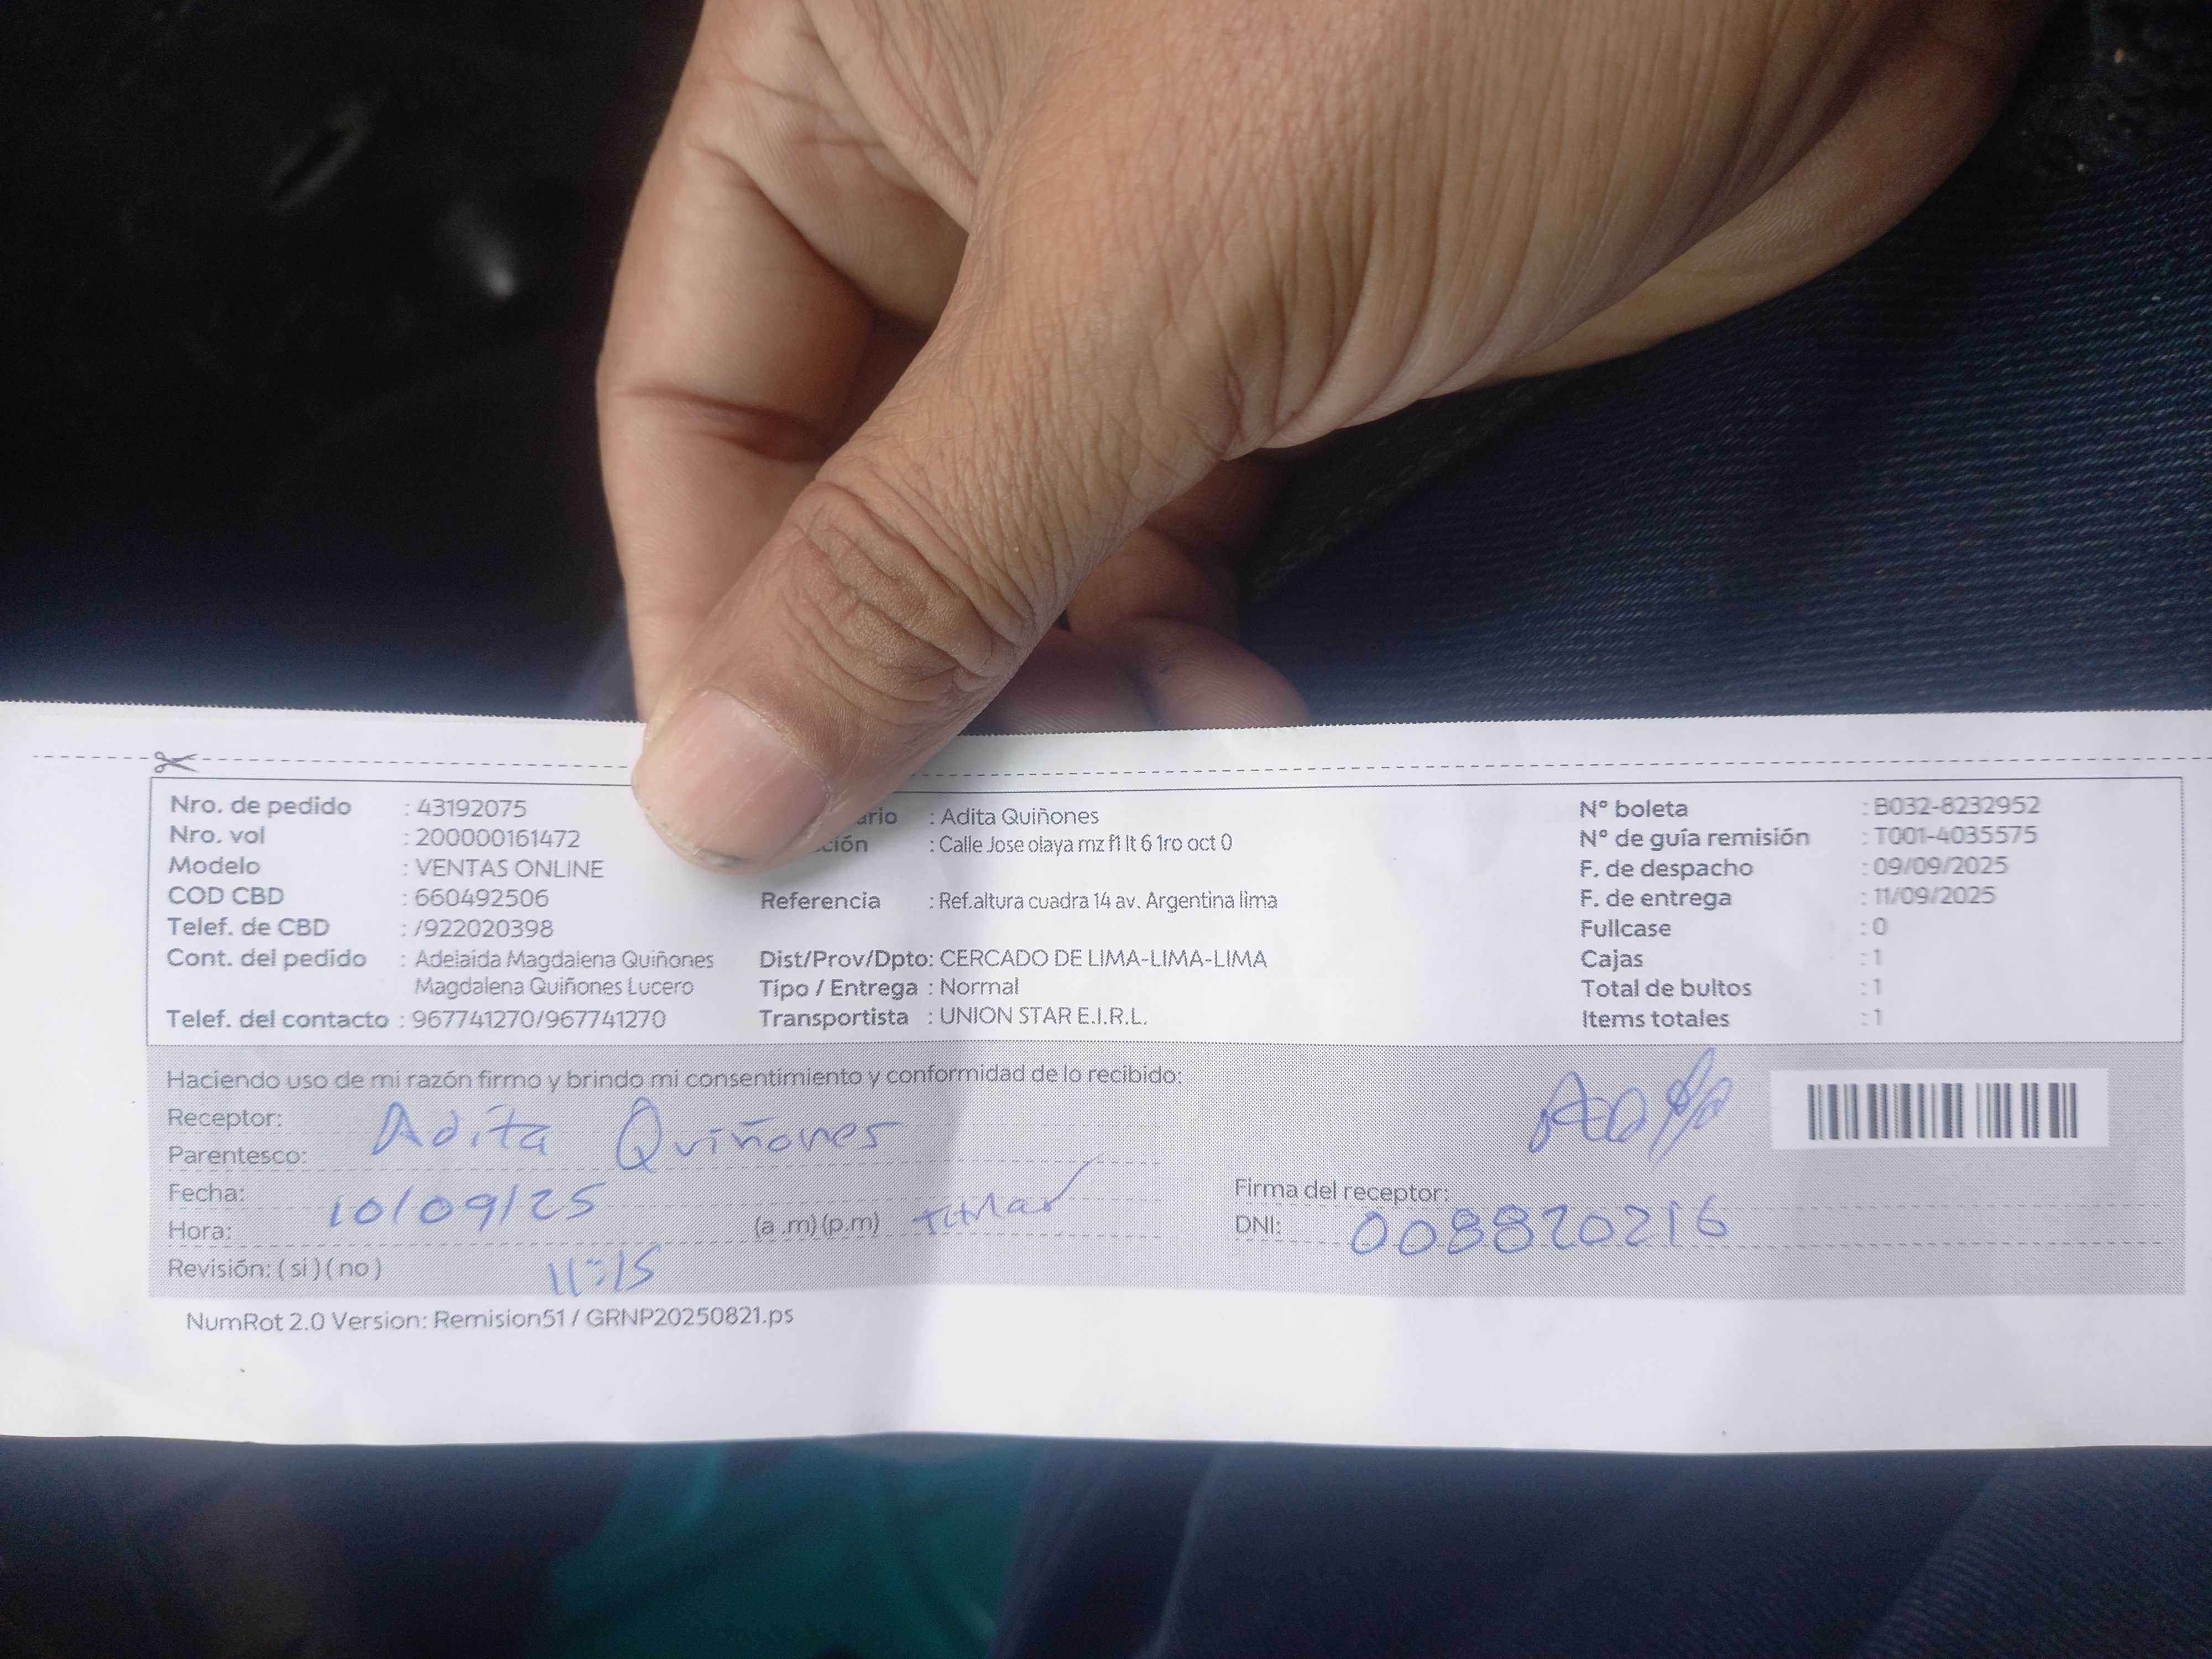 Nro. de pedido : 43192075
Nro. vol : 200000161472
Modelo : VENTAS ONLINE
COD CBD : 660492506
Telef. de CBD : /922020398
Cont. del pedido : Adelaida Magdalena Quiñones
Magdalena Quiñones Lucero
Telef. del contacto : 967741270/967741270
ario : Adita Quiñones
ción : Calle Jose olaya mz f1 lt 6 1ro oct 0
Referencia : Ref.altura cuadra 14 av. Argentina lima
Dist/Prov/Dpto: CERCADO DE LIMA-LIMA-LIMA
Tipo / Entrega : Normal
Transportista : UNION STAR E.I.R.L.
N° boleta : B032-8232952
N° de guía remisión : T001-4035575
F. de despacho : 09/09/2025
F. de entrega : 11/09/2025
Fullcase : 0
Cajas : 1
Total de bultos : 1
Items totales : 1
Haciendo uso de mi razón firmo y brindo mi consentimiento y conformidad de lo recibido:
Receptor: Adita Quiñones
Parentesco:
Fecha: 10/09/25
Hora: (a .m) (p.m) titular
Revisión: ( si ) ( no ) 11:15
Firma del receptor:
DNI: 008820216
NumRot 2.0 Version: Remision51 / GRNP20250821.ps